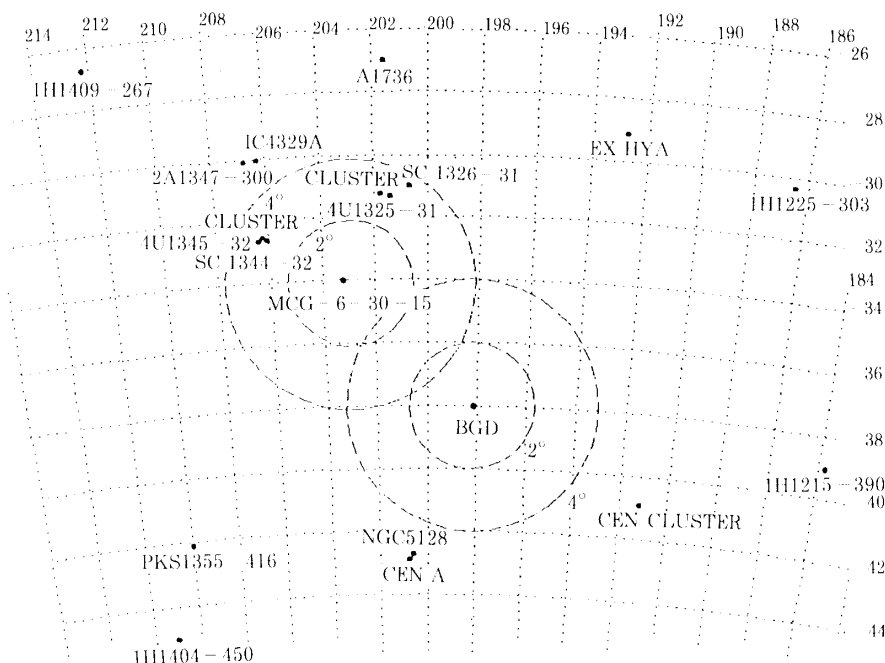 214 212 210 208 206 204 202 200 198 196 194 192 190 188 186
26
1H1409-267
A1736
28
IC4329A
EX HYA
2A1347-300
CLUSTER
SC 1326-31
30
4°
4U1325-31
1H1225-303
CLUSTER
4U1345-32
2°
32
SC 1344-32
184
34
MCG-6-30-15
36
BGD
2°
38
1H1215-390
4°
CEN CLUSTER
40
NGC5128
PKS1355-416
CEN A
42
44
1H1404-450